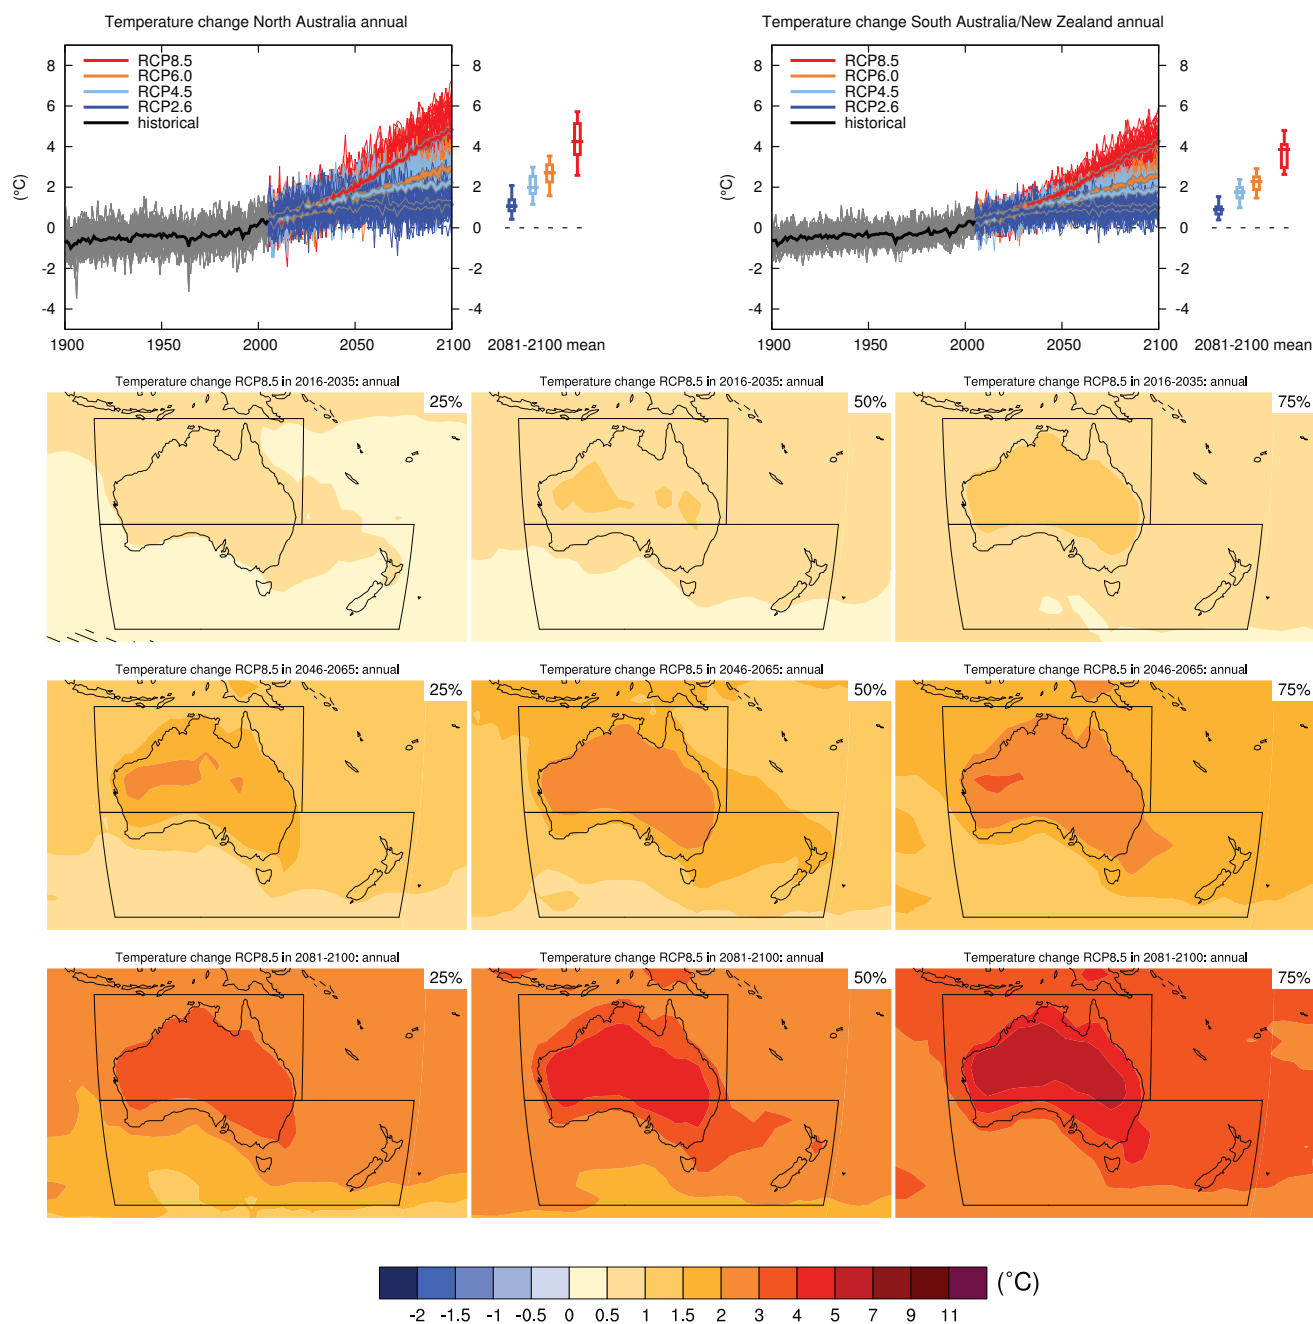 Temperature change North Australia annual
Temperature change South Australia/New Zealand annual
8 RCP8.5 8
6 RCP6.0 6
4 RCP4.5 4
2 RCP2.6 2
0 historical 0
-2 -2
-4 -4
(°C)
1900 1950 2000 2050 2100 2081-2100 mean
8 RCP8.5 8
6 RCP6.0 6
4 RCP4.5 4
2 RCP2.6 2
0 historical 0
-2 -2
-4 -4
(°C)
1900 1950 2000 2050 2100 2081-2100 mean
Temperature change RCP8.5 in 2016-2035: annual
25%
Temperature change RCP8.5 in 2016-2035: annual
50%
Temperature change RCP8.5 in 2016-2035: annual
75%
Temperature change RCP8.5 in 2046-2065: annual
25%
Temperature change RCP8.5 in 2046-2065: annual
50%
Temperature change RCP8.5 in 2046-2065: annual
75%
Temperature change RCP8.5 in 2081-2100: annual
25%
Temperature change RCP8.5 in 2081-2100: annual
50%
Temperature change RCP8.5 in 2081-2100: annual
75%
(°C)
-2 -1.5 -1 -0.5 0 0.5 1 1.5 2 3 4 5 7 9 11